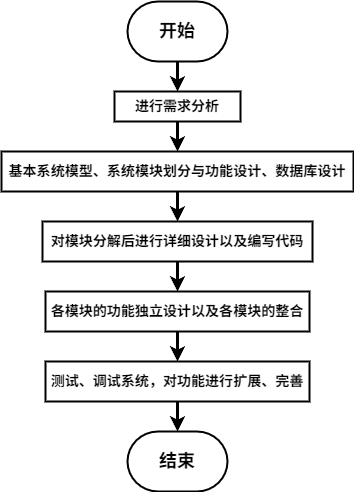 开始
进行需求分析
基本系统模型、系统模块划分与功能设计、数据库设计
对模块分解后进行详细设计以及编写代码
各模块的功能独立设计以及各模块的整合
测试、调试系统，对功能进行扩展、完善
结束